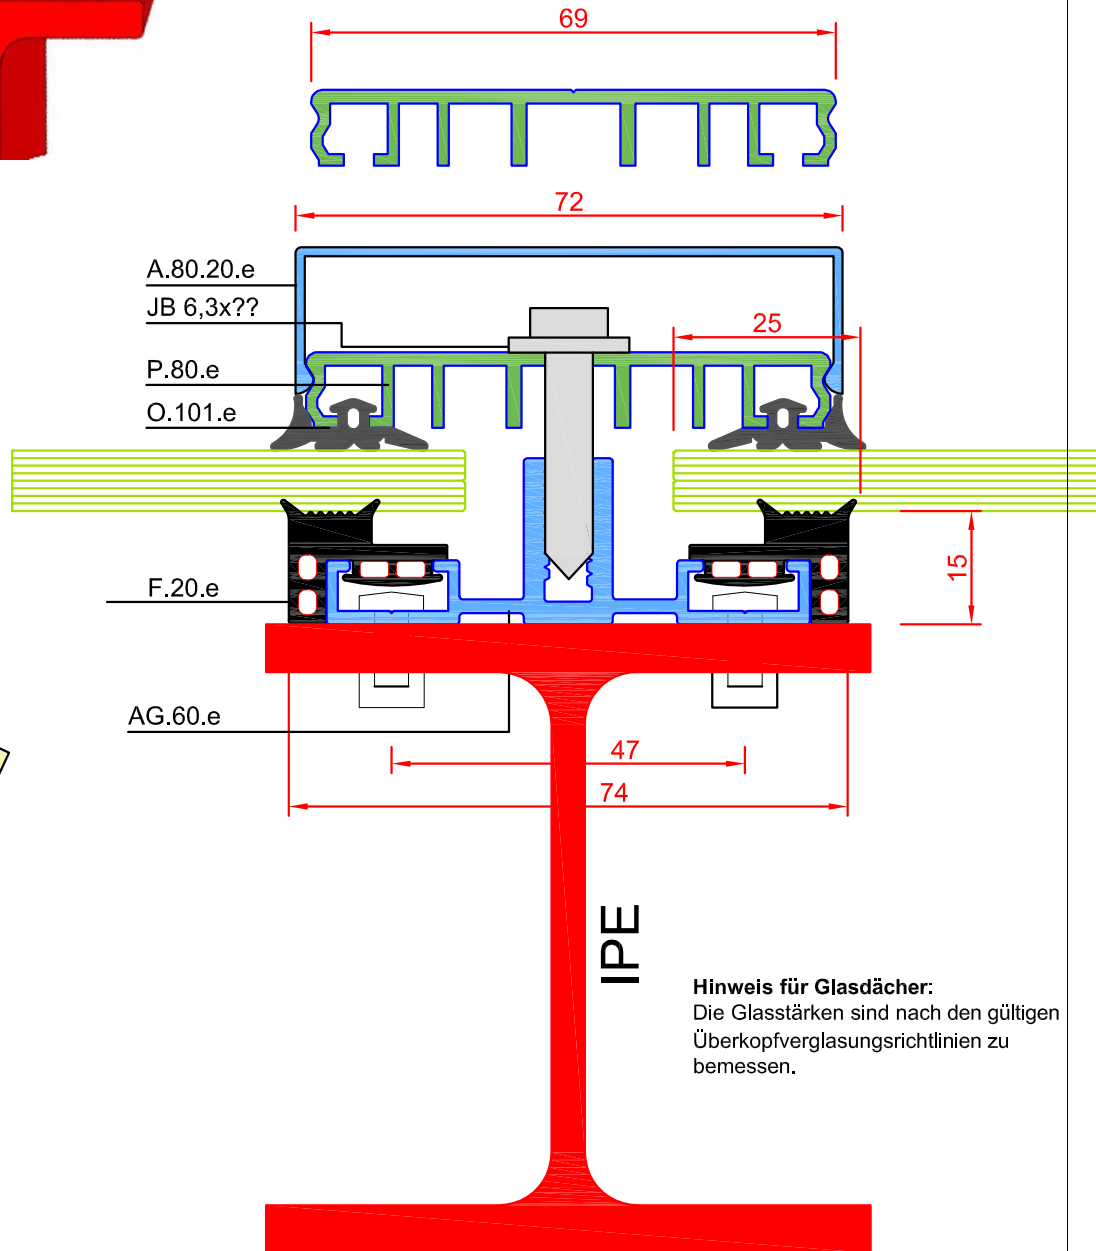 69
72
A.80.20.e
JB 6,3x??
25
P.80.e
O.101.e
15
F.20.e
AG.60.e
47
74
IPE
Hinweis für Glasdächer:
Die Glasstärken sind nach den gültigen
Überkopfverglasungsrichtlinien zu
bemessen.